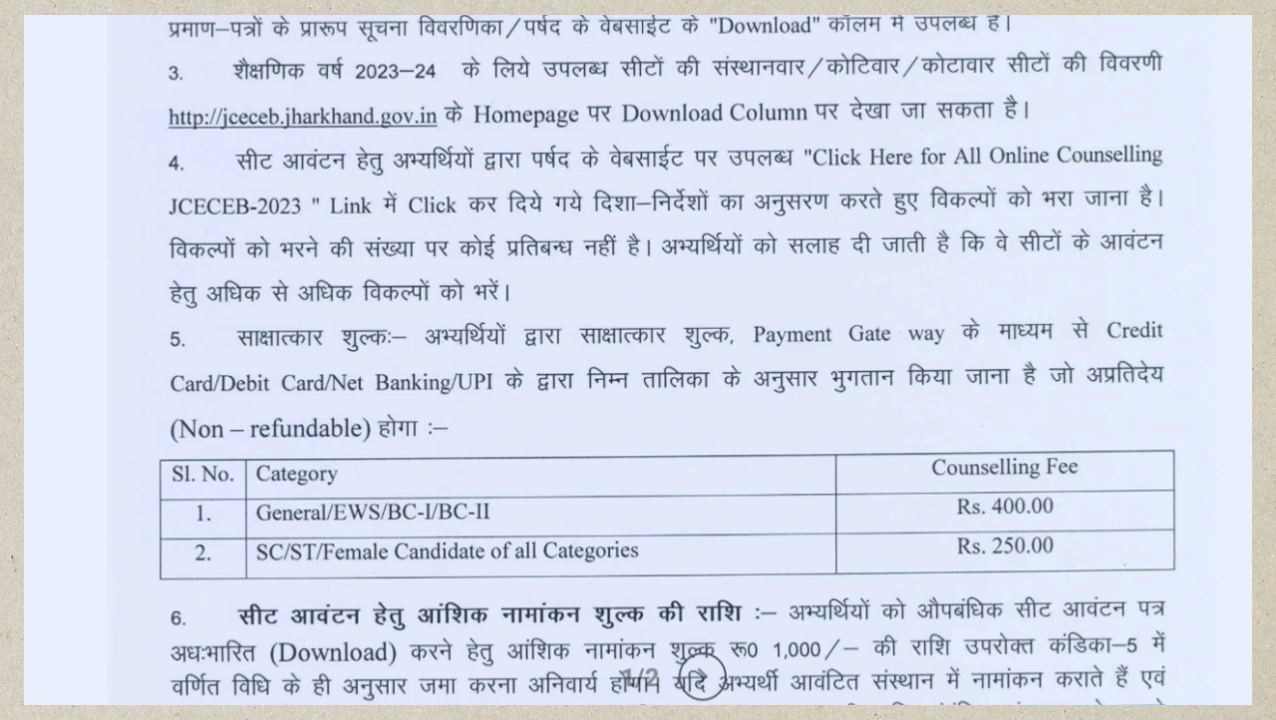 प्रमाण–पत्रों के प्रारूप सूचना विवरणिका/पर्षद के वेबसाईट के "Download" कॉलम में उपलब्ध है।
3. शैक्षणिक वर्ष 2023–24 के लिये उपलब्ध सीटों की संस्थानवार/कोटिवार/कोटावार सीटों की विवरणी
http://jceceb.jharkhand.gov.in के Homepage पर Download Column पर देखा जा सकता है।
4. सीट आवंटन हेतु अभ्यर्थियों द्वारा पर्षद के वेबसाईट पर उपलब्ध "Click Here for All Online Counselling
JCECEB-2023 " Link में Click कर दिये गये दिशा–निर्देशों का अनुसरण करते हुए विकल्पों को भरा जाना है।
विकल्पों को भरने की संख्या पर कोई प्रतिबन्ध नहीं है। अभ्यर्थियों को सलाह दी जाती है कि वे सीटों के आवंटन
हेतु अधिक से अधिक विकल्पों को भरें।
5. साक्षात्कार शुल्कः– अभ्यर्थियों द्वारा साक्षात्कार शुल्क, Payment Gate way के माध्यम से Credit
Card/Debit Card/Net Banking/UPI के द्वारा निम्न तालिका के अनुसार भुगतान किया जाना है जो अप्रतिदेय
(Non – refundable) होगा :–
Sl. No. Category Counselling Fee
1. General/EWS/BC-I/BC-II Rs. 400.00
2. SC/ST/Female Candidate of all Categories Rs. 250.00
6. सीट आवंटन हेतु आंशिक नामांकन शुल्क की राशि :– अभ्यर्थियों को औपबंधिक सीट आवंटन पत्र
अधःभारित (Download) करने हेतु आंशिक नामांकन शुल्क रू0 1,000/– की राशि उपरोक्त कंडिका–5 में
वर्णित विधि के ही अनुसार जमा करना अनिवार्य यदि अभ्यर्थी आवंटित संस्थान में नामांकन कराते हैं एवं
1/2